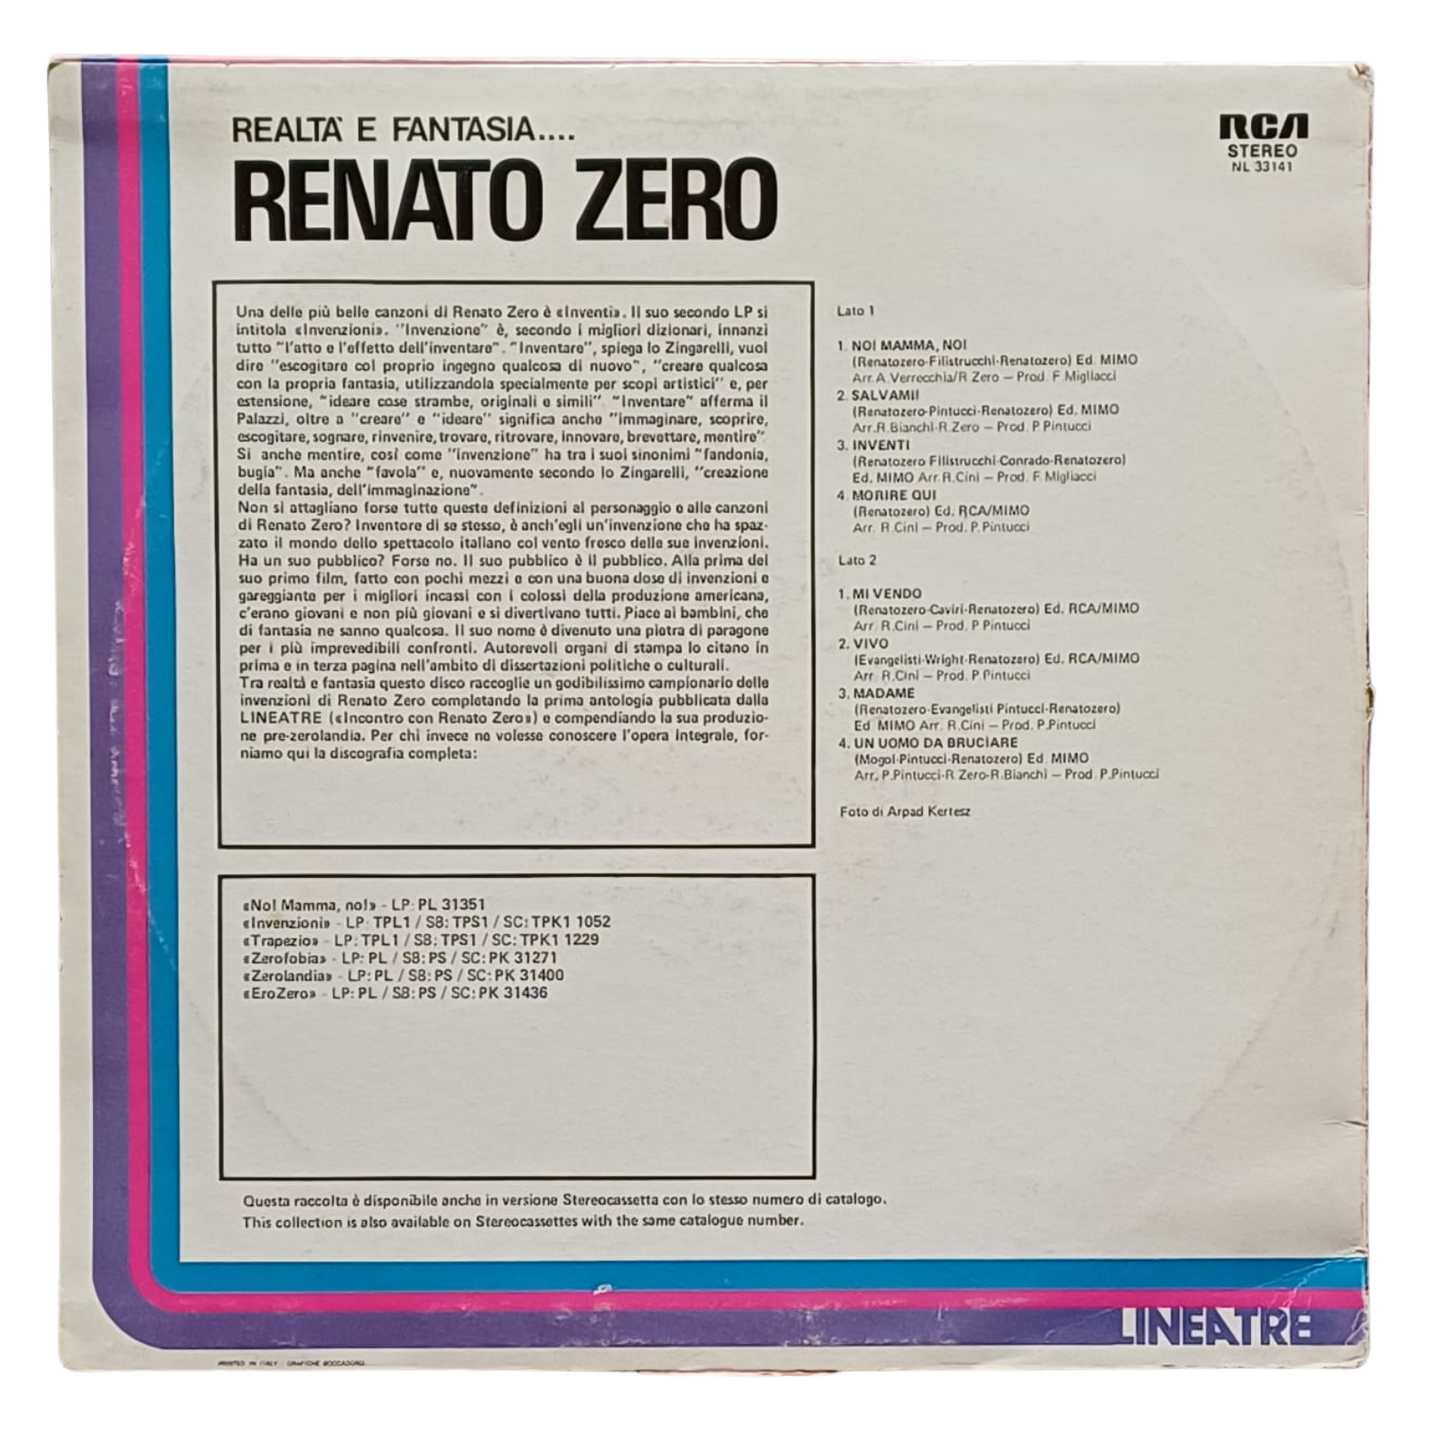 REALTÀ E FANTASIA....
RENATO ZERO
RCA
STEREO
NL 33141
Una delle più belle canzoni di Renato Zero è «Inventi». Il suo secondo LP si
intitola «Invenzioni». "Invenzione" è, secondo i migliori dizionari, innanzi
tutto "l'atto e l'effetto dell'inventare". "Inventare", spiega lo Zingarelli, vuol
dire "escogitare col proprio ingegno qualcosa di nuovo", "creare qualcosa
con la propria fantasia, utilizzandola specialmente per scopi artistici" e, per
estensione, "ideare cose strambe, originali e simili". "Inventare" afferma il
Palazzi, oltre a "creare" e "ideare" significa anche "immaginare, scoprire,
escogitare, sognare, rinvenire, trovare, ritrovare, innovare, brevettare, mentire"
Si anche mentire, così come "invenzione" ha tra i suoi sinonimi "fandonia,
bugia". Ma anche "favola" e, nuovamente secondo lo Zingarelli, "creazione
della fantasia, dell'immaginazione".
Non si attagliano forse tutte queste definizioni al personaggio e alle canzoni
di Renato Zero? Inventore di se stesso, è anch'egli un'invenzione che ha spaz-
zato il mondo dello spettacolo italiano col vento fresco delle sue invenzioni.
Ha un suo pubblico? Forse no. Il suo pubblico è il pubblico. Alla prima del
suo primo film, fatto con pochi mezzi e con una buona dose di invenzioni e
gareggiante per i migliori incassi con i colossi della produzione americana,
c'erano giovani e non più giovani e si divertivano tutti. Piace ai bambini, che
di fantasia ne sanno qualcosa. Il suo nome è divenuto una pietra di paragone
per i più imprevedibili confronti. Autorevoli organi di stampa lo citano in
prima e in terza pagina nell'ambito di dissertazioni politiche o culturali.
Tra realtà e fantasia questo disco raccoglie un godibilissimo campionario delle
invenzioni di Renato Zero completando la prima antologia pubblicata dalla
LINEATRE («Incontro con Renato Zero») e compendiando la sua produzio-
ne pre-zerolandia. Per chi invece ne volesse conoscere l'opera integrale, for-
niamo qui la discografia completa:
«No! Mamma, no!» - LP: PL 31351
«Invenzioni» - LP: TPL1 / S8: TPS1 / SC: TPK1 1052
«Trapezio» - LP: TPL1 / S8: TPS1 / SC: TPK1 1229
«Zerofobia» - LP: PL / S8: PS / SC: PK 31271
«Zerolandia» - LP: PL / S8: PS / SC: PK 31400
«EroZero» - LP: PL / S8: PS / SC: PK 31436
Questa raccolta è disponibile anche in versione Stereocassetta con lo stesso numero di catalogo.
This collection is also available on Stereocassettes with the same catalogue number.
Lato 1
1. NO! MAMMA, NO!
(Renatozero-Filistrucchi-Renatozero) Ed. MIMO
Arr. A. Verrecchia/R. Zero – Prod. F. Migliacci
2. SALVAMI!
(Renatozero-Pintucci-Renatozero) Ed. MIMO
Arr. R. Bianchi-R. Zero – Prod. P. Pintucci
3. INVENTI
(Renatozero Filistrucchi Conrado-Renatozero)
Ed. MIMO Arr. R. Cini – Prod. F. Migliacci
4. MORIRE QUI
(Renatozero) Ed. RCA/MIMO
Arr. R. Cini – Prod. P. Pintucci
Lato 2
1. MI VENDO
(Renatozero-Caviri-Renatozero) Ed. RCA/MIMO
Arr. R. Cini – Prod. P. Pintucci
2. VIVO
(Evangelisti-Wright-Renatozero) Ed. RCA/MIMO
Arr. R. Cini – Prod. P. Pintucci
3. MADAME
(Renatozero-Evangelisti Pintucci-Renatozero)
Ed. MIMO Arr. R. Cini – Prod. P. Pintucci
4. UN UOMO DA BRUCIARE
(Mogol-Pintucci-Renatozero) Ed. MIMO
Arr. P. Pintucci-R. Zero-R. Bianchi – Prod. P. Pintucci
Foto di Arpad Kertesz
LINEATRE
PRINTED IN ITALY - GRAFICHE BOCCADORO